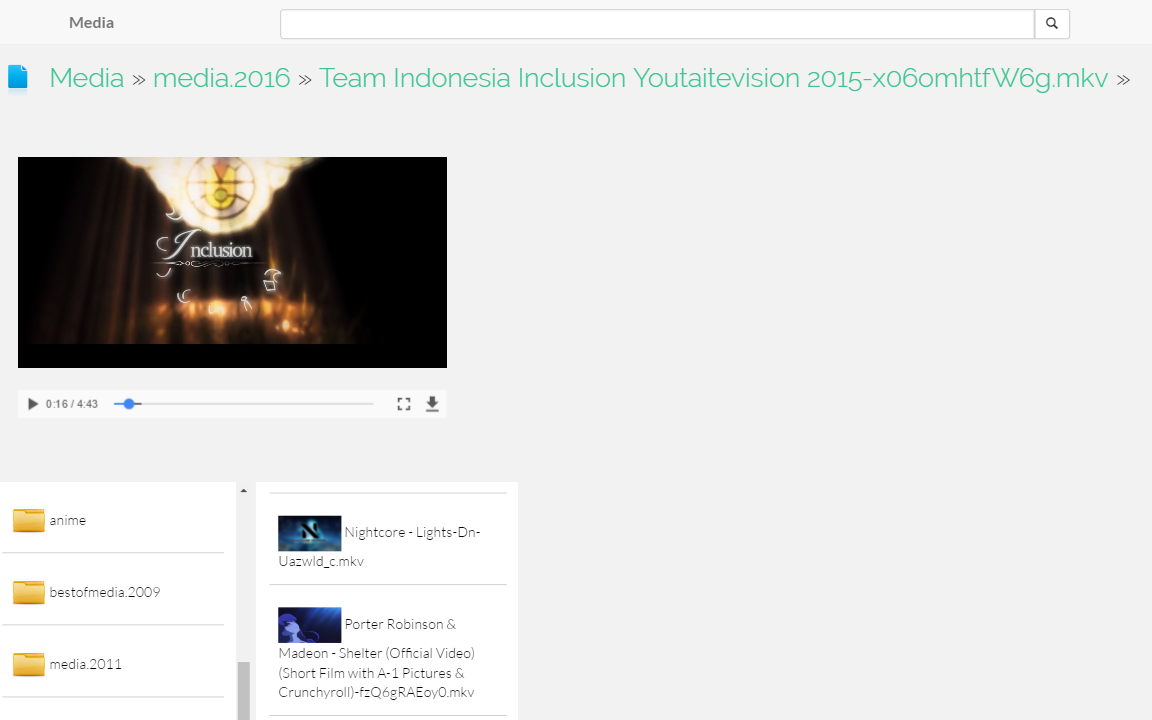 Media
Media » media.2016 » Team Indonesia Inclusion Youtaitevision 2015-x06omhtfW6g.mkv »
Inclusion
0:16 / 4:43
anime
bestofmedia.2009
media.2011
Nightcore - Lights-Dn-
Uazwld_c.mkv
Porter Robinson &
Madeon - Shelter (Official Video)
(Short Film with A-1 Pictures &
Crunchyroll)-fzQ6gRAEoy0.mkv